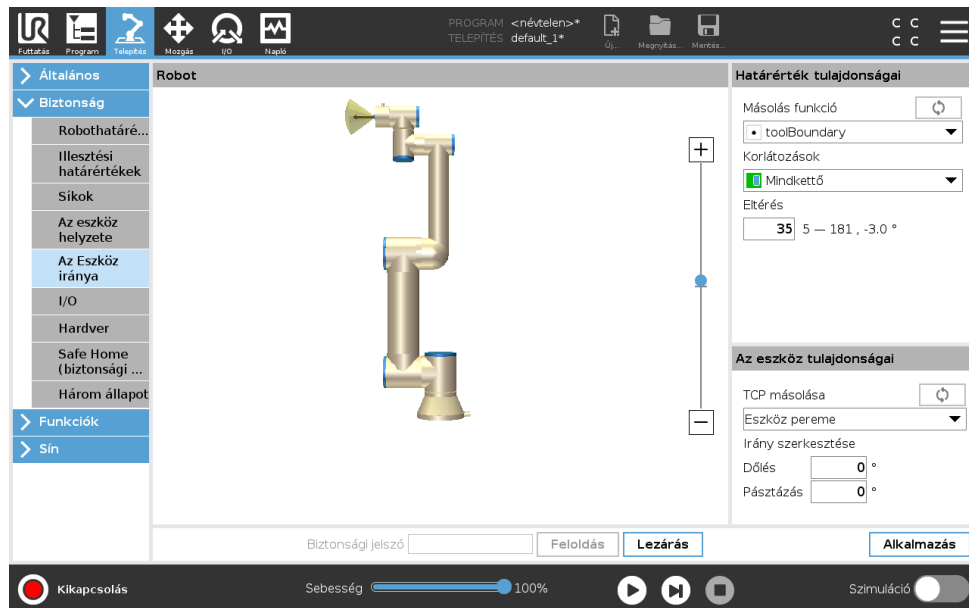 PROGRAM <névtelen>*
TELEPÍTÉS default_1*
C C
C C
UR
Futtatás Program Telepítés Mozgás I/O Napló Új... Megnyitás... Mentés...
Általános
Biztonság
Robothatáré...
Illesztési
határértékek
Síkok
Az eszköz
helyzete
Az Eszköz
iránya
I/O
Hardver
Safe Home
(biztonsági ...
Három állapot
Funkciók
Sín
Robot
Határérték tulajdonságai
Másolás funkció
toolBoundary
Korlátozások
Mindkettő
Eltérés
35 5 — 181 , -3.0 °
Az eszköz tulajdonságai
TCP másolása
Eszköz pereme
Irány szerkesztése
Dőlés 0 °
Pásztázás 0 °
Biztonsági jelszó Feloldás Lezárás Alkalmazás
Kikapcsolás Sebesség 100% Szimuláció